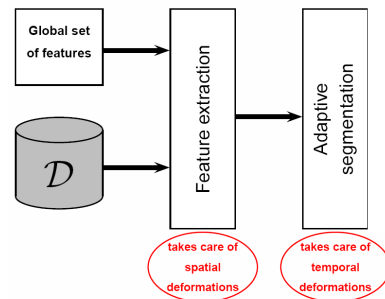 Global set
of features
𝒟
Feature extraction
Adaptive
segmentation
takes care of
spatial
deformations
takes care of
temporal
deformations